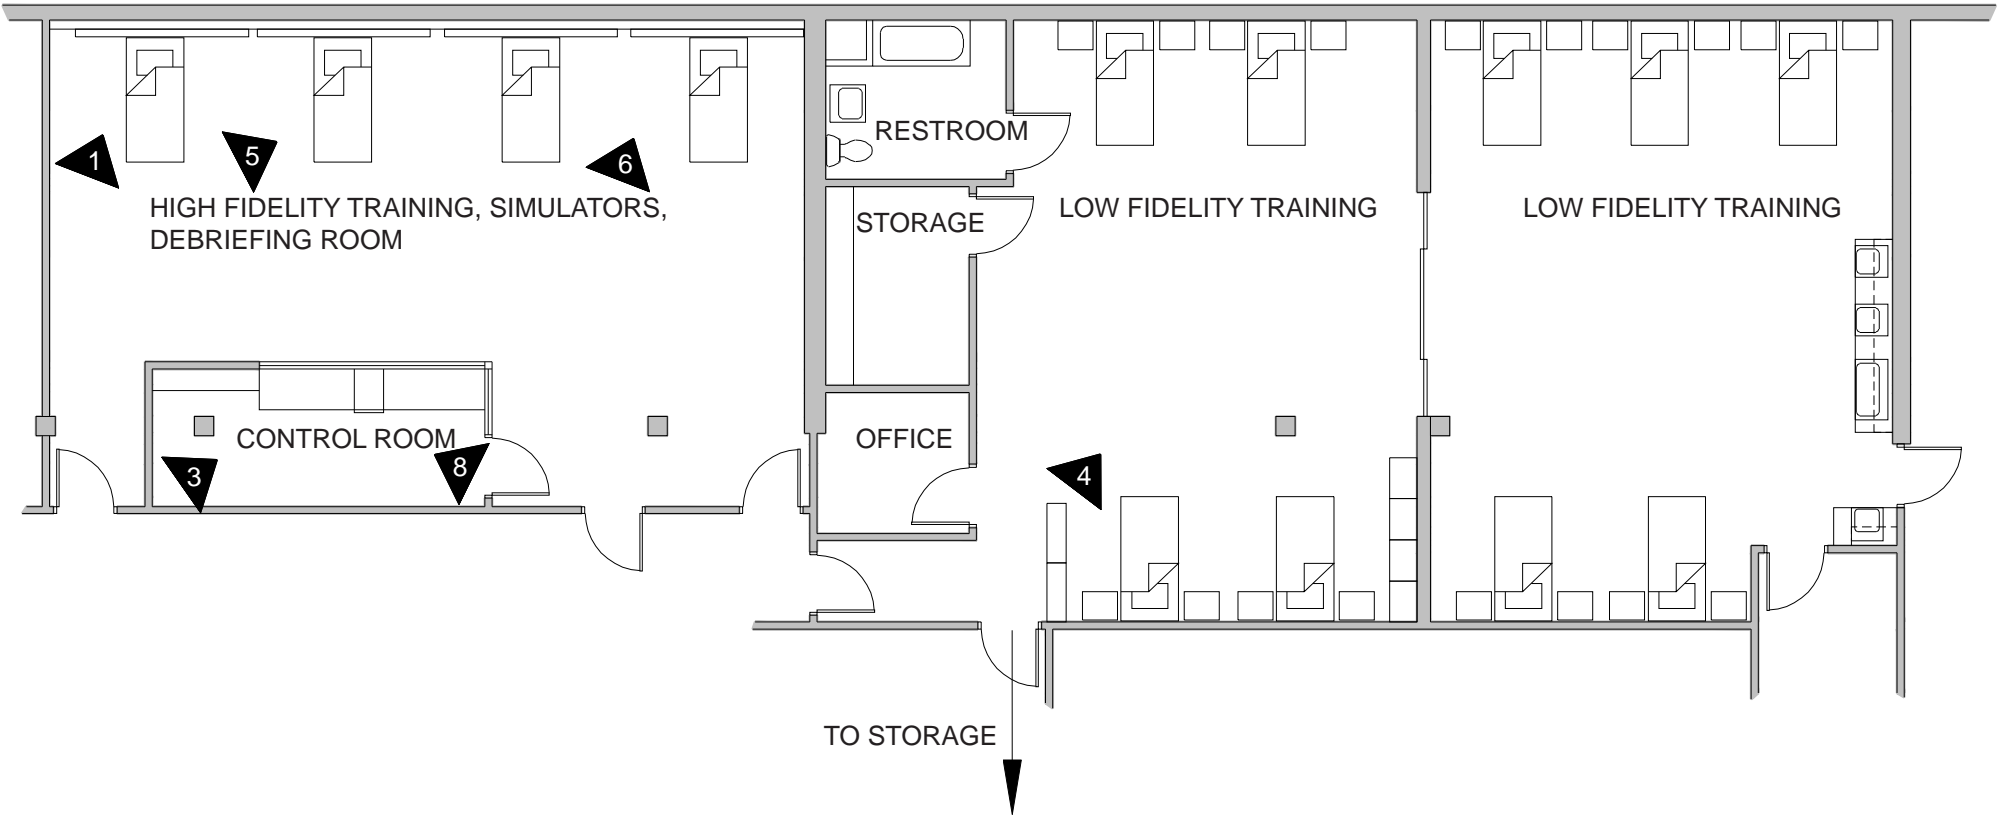 1
5
6
RESTROOM
HIGH FIDELITY TRAINING, SIMULATORS,
DEBRIEFING ROOM
STORAGE
LOW FIDELITY TRAINING
LOW FIDELITY TRAINING
CONTROL ROOM
OFFICE
3
8
4
TO STORAGE